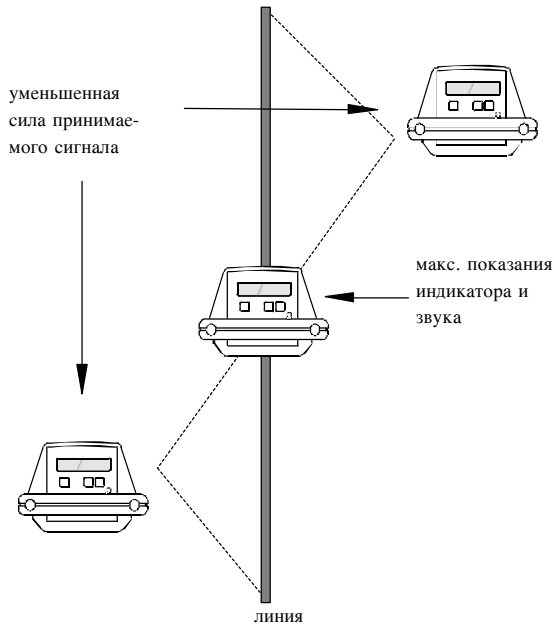 уменьшенная
сила принимае-
мого сигнала
макс. показания
индикатора и
звука
линия